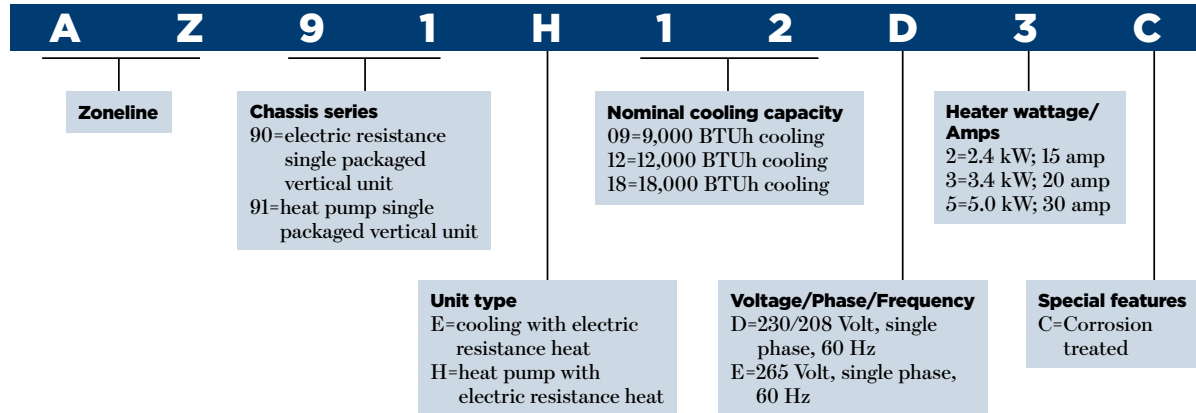 A Z 9 1 H 1 2 D 3 C
Zoneline
Chassis series
90=electric resistance
single packaged
vertical unit
91=heat pump single
packaged vertical unit
Nominal cooling capacity
09=9,000 BTUh cooling
12=12,000 BTUh cooling
18=18,000 BTUh cooling
Heater wattage/
Amps
2=2.4 kW; 15 amp
3=3.4 kW; 20 amp
5=5.0 kW; 30 amp
Unit type
E=cooling with electric
resistance heat
H=heat pump with
electric resistance heat
Voltage/Phase/Frequency
D=230/208 Volt, single
phase, 60 Hz
E=265 Volt, single phase,
60 Hz
Special features
C=Corrosion
treated